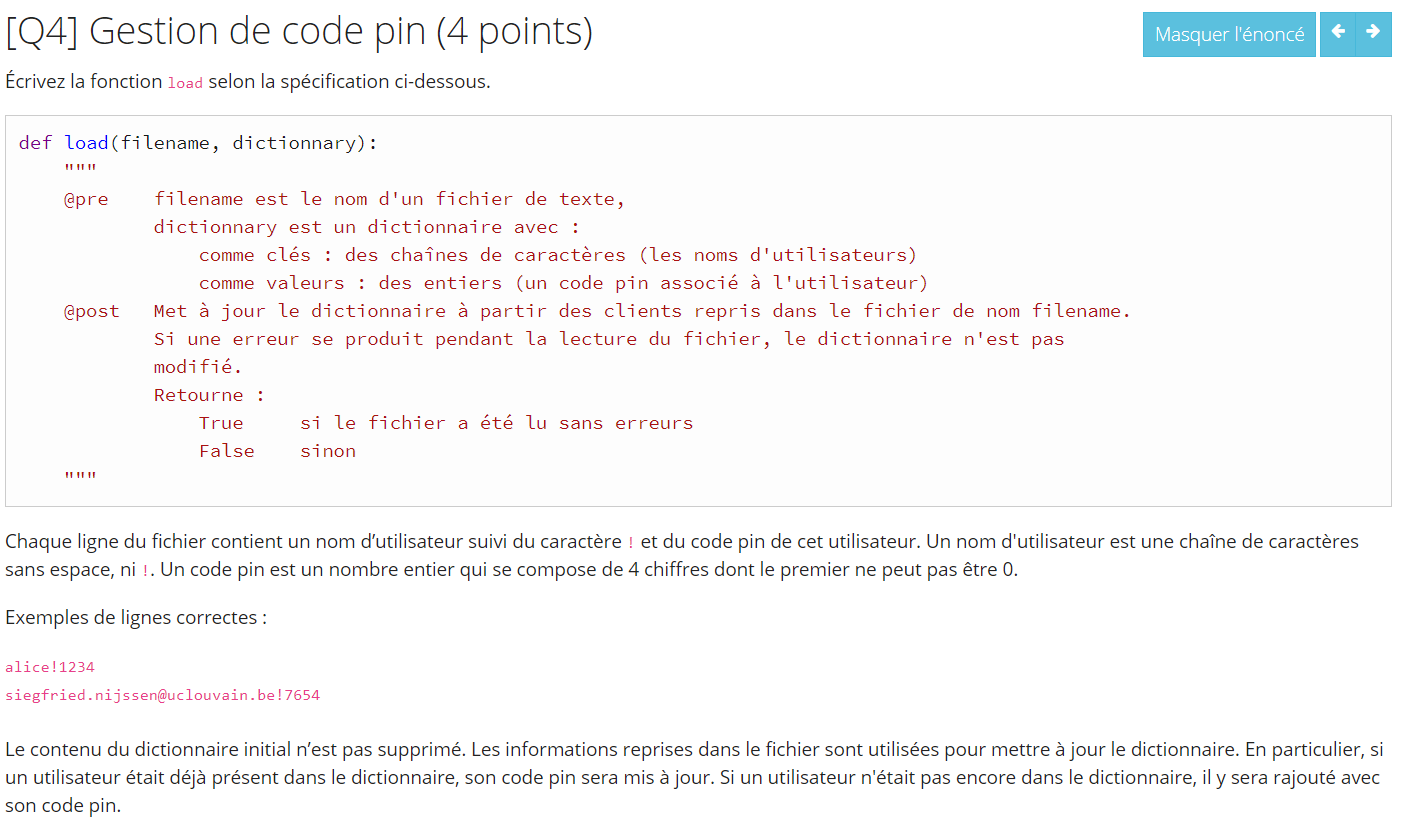 [Q4] Gestion de code pin (4 points)
Masquer l'énoncé
Écrivez la fonction load selon la spécification ci-dessous.
def load(filename, dictionnary):
    """
    @pre    filename est le nom d'un fichier de texte,
            dictionnary est un dictionnaire avec :
                comme clés : des chaînes de caractères (les noms d'utilisateurs)
                comme valeurs : des entiers (un code pin associé à l'utilisateur)
    @post   Met à jour le dictionnaire à partir des clients repris dans le fichier de nom filename.
            Si une erreur se produit pendant la lecture du fichier, le dictionnaire n'est pas
            modifié.
            Retourne :
                True     si le fichier a été lu sans erreurs
                False    sinon
    """
Chaque ligne du fichier contient un nom d’utilisateur suivi du caractère ! et du code pin de cet utilisateur. Un nom d'utilisateur est une chaîne de caractères
sans espace, ni !. Un code pin est un nombre entier qui se compose de 4 chiffres dont le premier ne peut pas être 0.
Exemples de lignes correctes :
alice!1234
siegfried.nijssen@uclouvain.be!7654
Le contenu du dictionnaire initial n’est pas supprimé. Les informations reprises dans le fichier sont utilisées pour mettre à jour le dictionnaire. En particulier, si
un utilisateur était déjà présent dans le dictionnaire, son code pin sera mis à jour. Si un utilisateur n'était pas encore dans le dictionnaire, il y sera rajouté avec
son code pin.